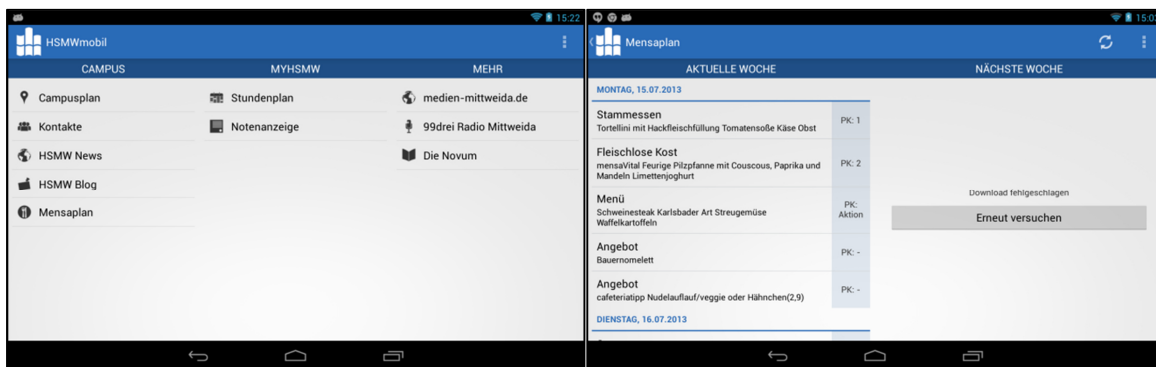 15:22
HSMWmobil
CAMPUS
MYHSMW
MEHR
Campusplan
Stundenplan
medien-mittweida.de
Kontakte
Notenanzeige
99drei Radio Mittweida
HSMW News
Die Novum
HSMW Blog
Mensaplan
Mensaplan
AKTUELLE WOCHE
NÄCHSTE WOCHE
MONTAG, 15.07.2013
Stammessen
Tortellini mit Hackfleischfüllung Tomatensoße Käse Obst
PK: 1
Fleischlose Kost
mensaVital Feurige Pilzpfanne mit Couscous, Paprika und
Mandeln Limettenjoghurt
PK: 2
Menü
Schweinesteak Karlsbader Art Streugemüse
Waffelkartoffeln
PK:
Aktion
Angebot
Bauernomelett
PK: -
Angebot
cafeteriatipp Nudelauflauf/veggie oder Hähnchen(2,9)
PK: -
DIENSTAG, 16.07.2013
Download fehlgeschlagen
Erneut versuchen